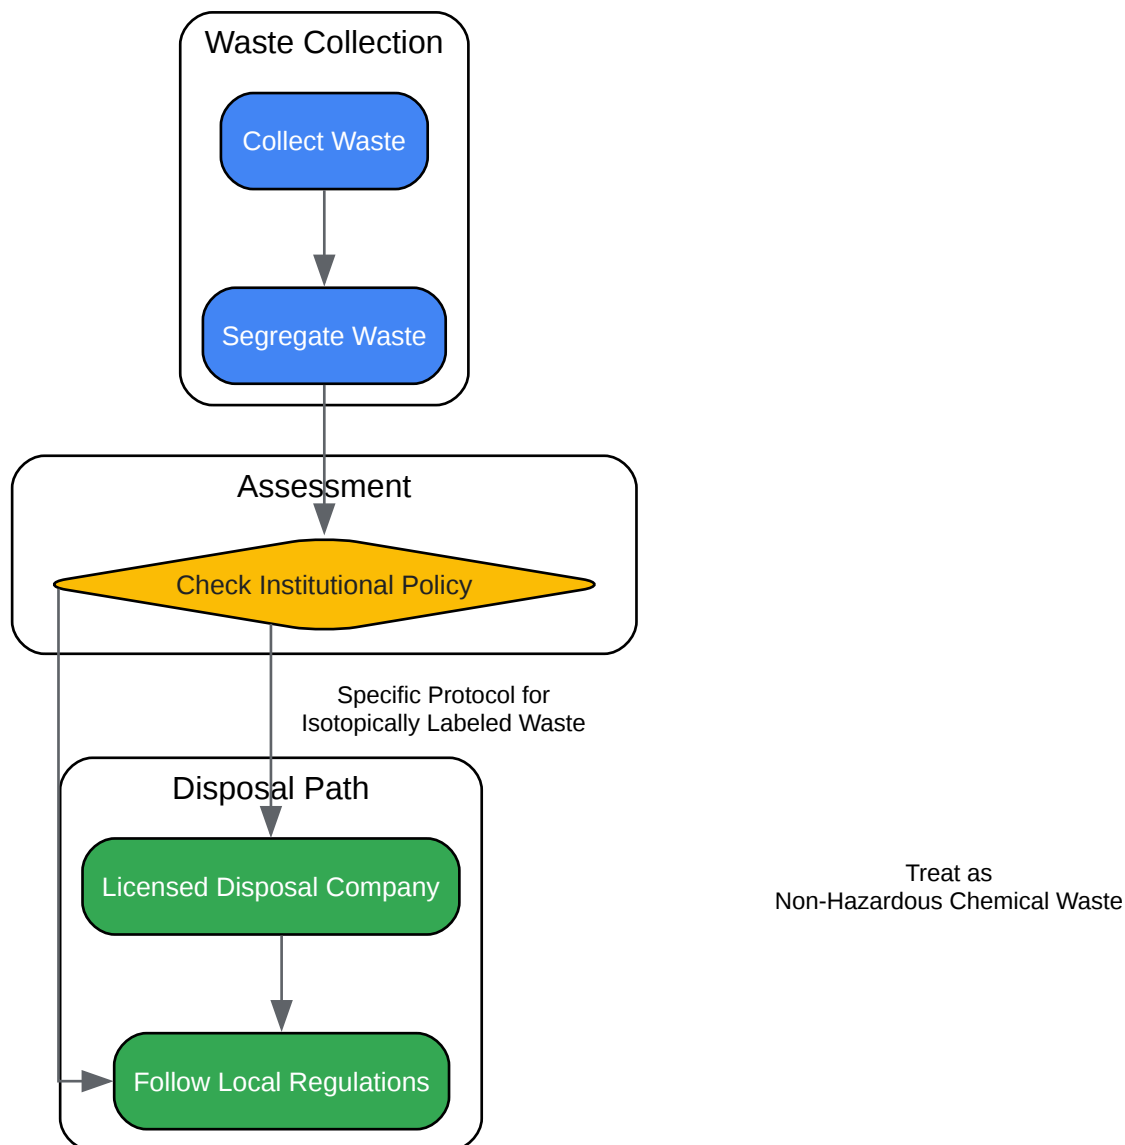 Waste Collection
Collect Waste
Segregate Waste
Assessment
Check Institutional Policy
Specific Protocol for
Isotopically Labeled Waste
Disposal Path
Licensed Disposal Company
Treat as
Non-Hazardous Chemical Waste
Follow Local Regulations